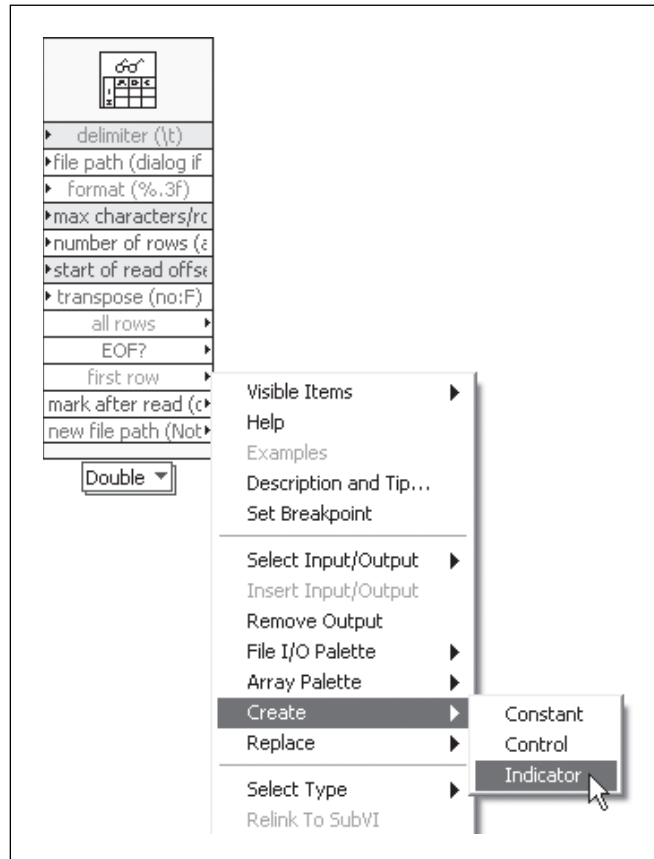 delimiter (\t)
file path (dialog if
format (%.3f)
max characters/rc
number of rows (a
start of read offse
transpose (no:F)
all rows
EOF?
first row
mark after read (c
new file path (Not
Double
Visible Items
Help
Examples
Description and Tip...
Set Breakpoint
Select Input/Output
Insert Input/Output
Remove Output
File I/O Palette
Array Palette
Create
Replace
Select Type
Relink To SubVI
Constant
Control
Indicator